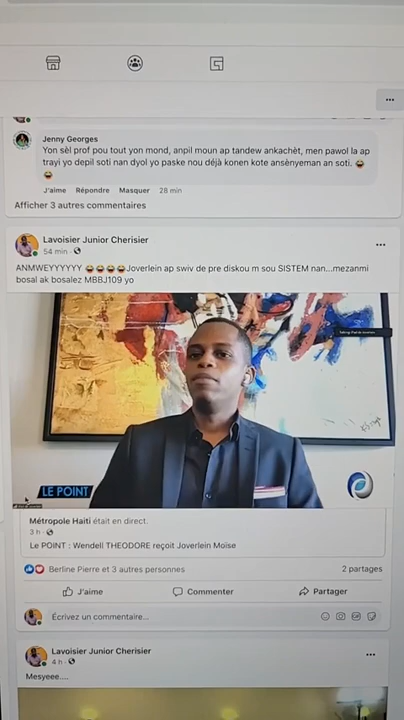 Jenny Georges
Yon sèl prof pou tout yon mond, anpil moun ap tandew ankachèt, men pawol la ap
trayi yo depil soti nan dyol yo paske nou déjà konen kote ansènyeman an soti. 😂
😂
J'aime Répondre Masquer 28 min
Afficher 3 autres commentaires
Lavoisier Junior Cherisier
54 min ·
ANMWEYYYYYY 😂😂😂😂Joverlein ap swiv de pre diskou m sou SISTEM nan...mezanmi
bosal ak bosalez MBBJ109 yo
LE POINT
Métropole Haiti était en direct.
3 h ·
Le POINT : Wendell THEODORE reçoit Joverlein Moïse
Berline Pierre et 3 autres personnes 2 partages
J'aime Commenter Partager
Écrivez un commentaire...
Lavoisier Junior Cherisier
4 h ·
Mesyeee....